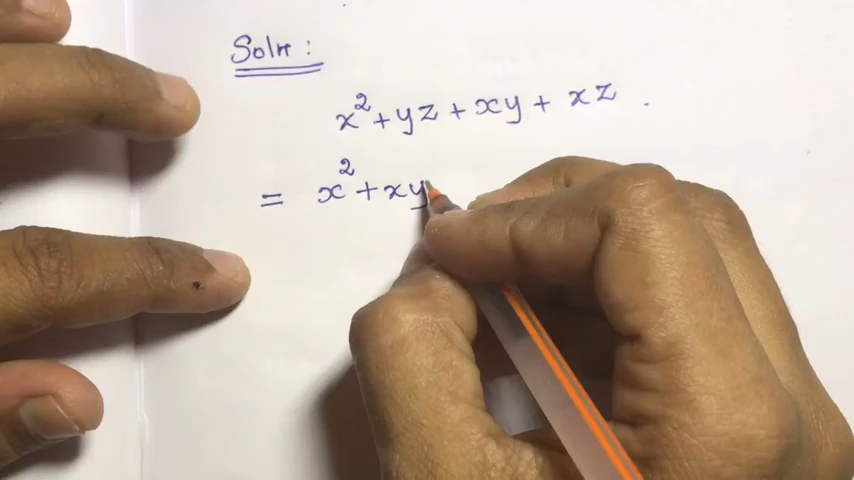 Soln :
x² + yz + xy + xz .
= x² + xy